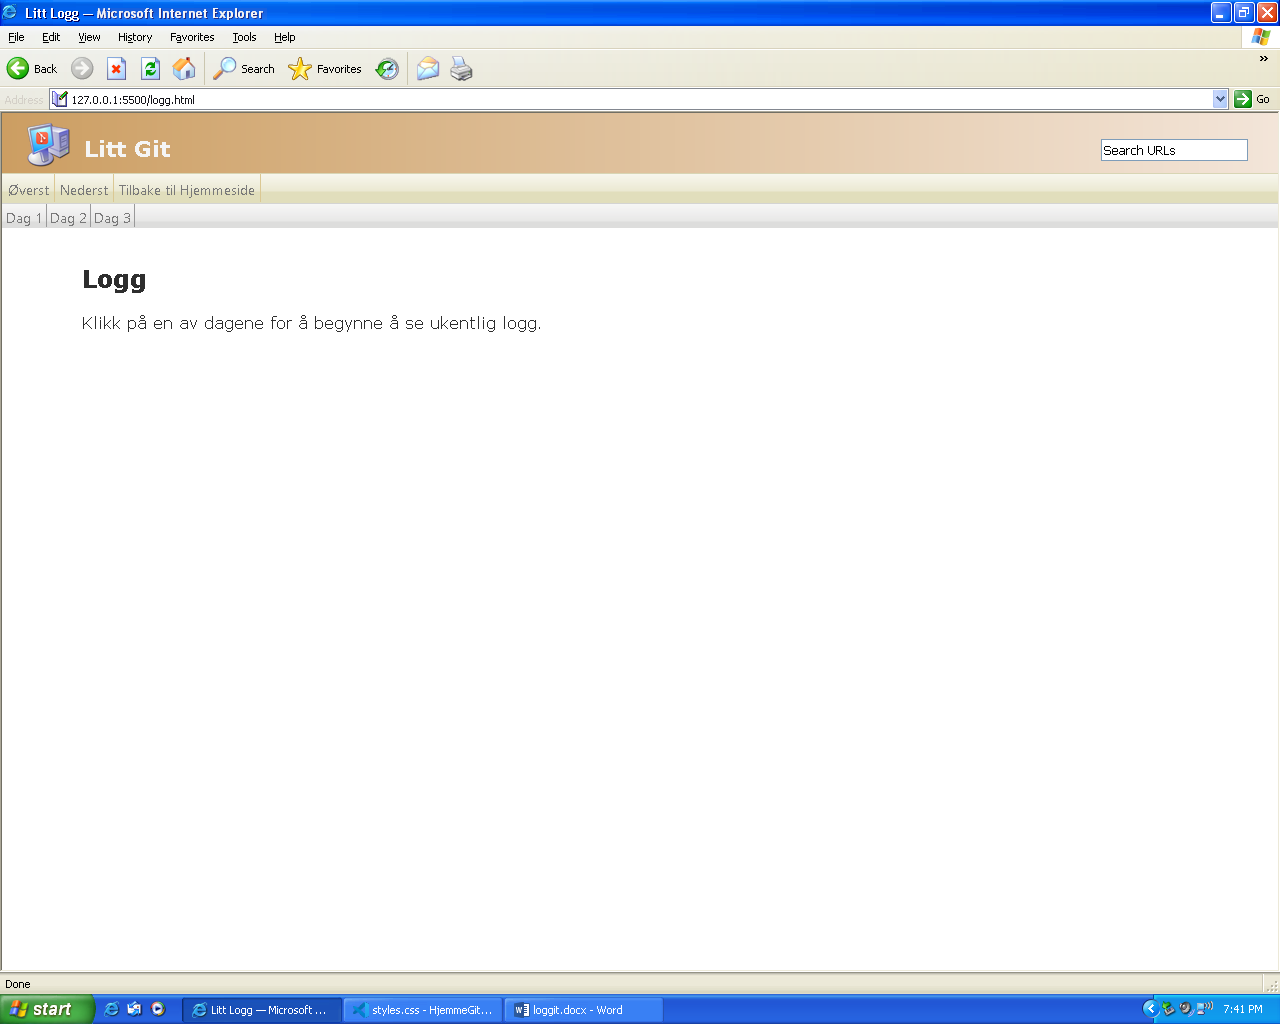 Litt Logg — Microsoft Internet Explorer
File Edit View History Favorites Tools Help
Back Search Favorites »
Address 127.0.0.1:5500/logg.html Go
Litt Git Search URLs
Øverst Nederst Tilbake til Hjemmeside
Dag 1 Dag 2 Dag 3
Logg
Klikk på en av dagene for å begynne å se ukentlig logg.
Done
start Litt Logg — Microsoft ... styles.css - HjemmeGit... loggit.docx - Word 7:41 PM